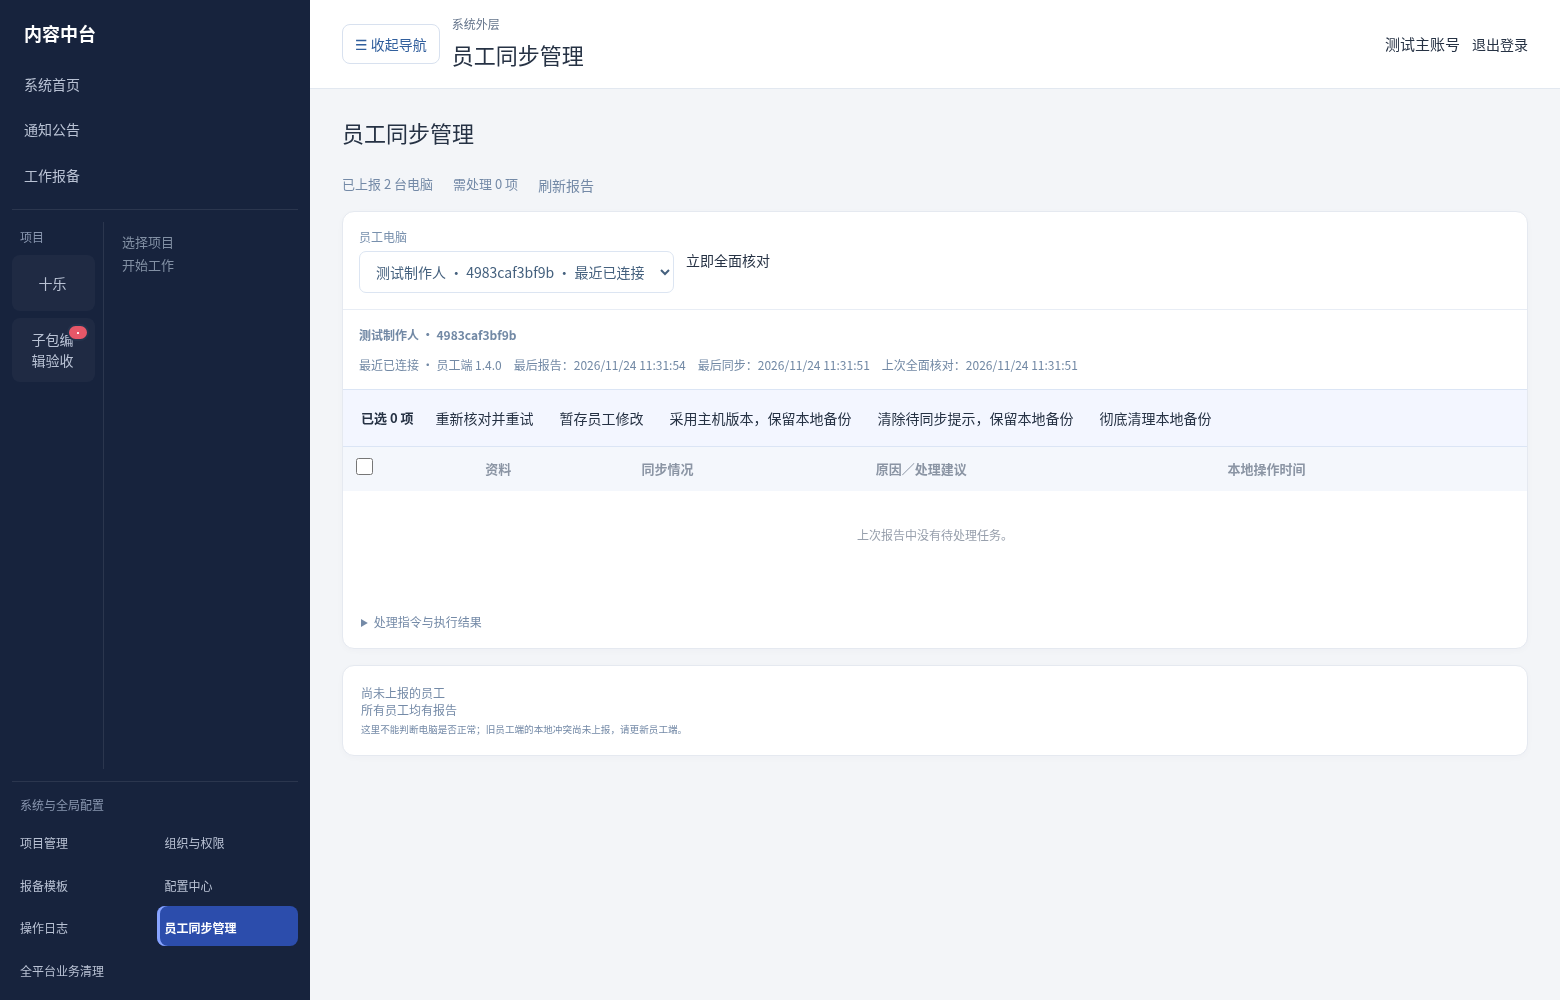 内容中台
系统首页
通知公告
工作报备
项目
十乐
子包编
辑验收
选择项目
开始工作
系统与全局配置
项目管理
组织与权限
报备模板
配置中心
操作日志
员工同步管理
全平台业务清理
☰ 收起导航
系统外层
员工同步管理
测试主账号 退出登录
员工同步管理
已上报 2 台电脑 需处理 0 项 刷新报告
员工电脑
测试制作人 · 4983caf3bf9b · 最近已连接 立即全面核对
测试制作人 · 4983caf3bf9b
最近已连接 · 员工端 1.4.0 最后报告：2026/11/24 11:31:54 最后同步：2026/11/24 11:31:51 上次全面核对：2026/11/24 11:31:51
已选 0 项 重新核对并重试 暂存员工修改 采用主机版本，保留本地备份 清除待同步提示，保留本地备份 彻底清理本地备份
资料 同步情况 原因／处理建议 本地操作时间
上次报告中没有待处理任务。
▶ 处理指令与执行结果
尚未上报的员工
所有员工均有报告
这里不能判断电脑是否正常；旧员工端的本地冲突尚未上报，请更新员工端。